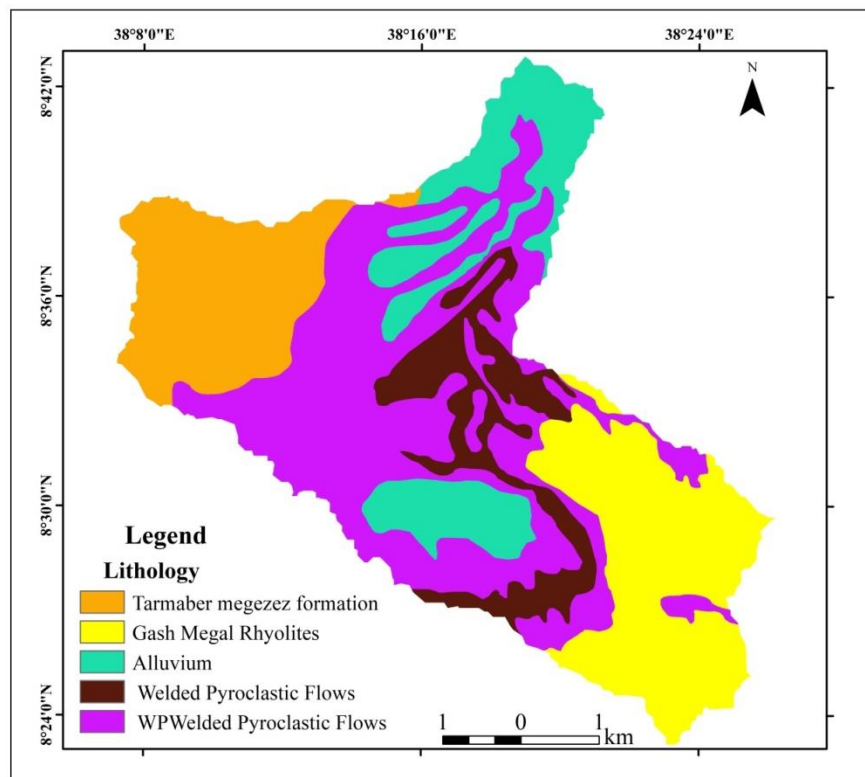 38°8'0"E 38°16'0"E 38°24'0"E
N
8°42'0"N
8°36'0"N
8°30'0"N
8°24'0"N
Legend
Lithology
Tarmaber megezez formation
Gash Megal Rhyolites
Alluvium
Welded Pyroclastic Flows
WPWelded Pyroclastic Flows
1 0 1
km